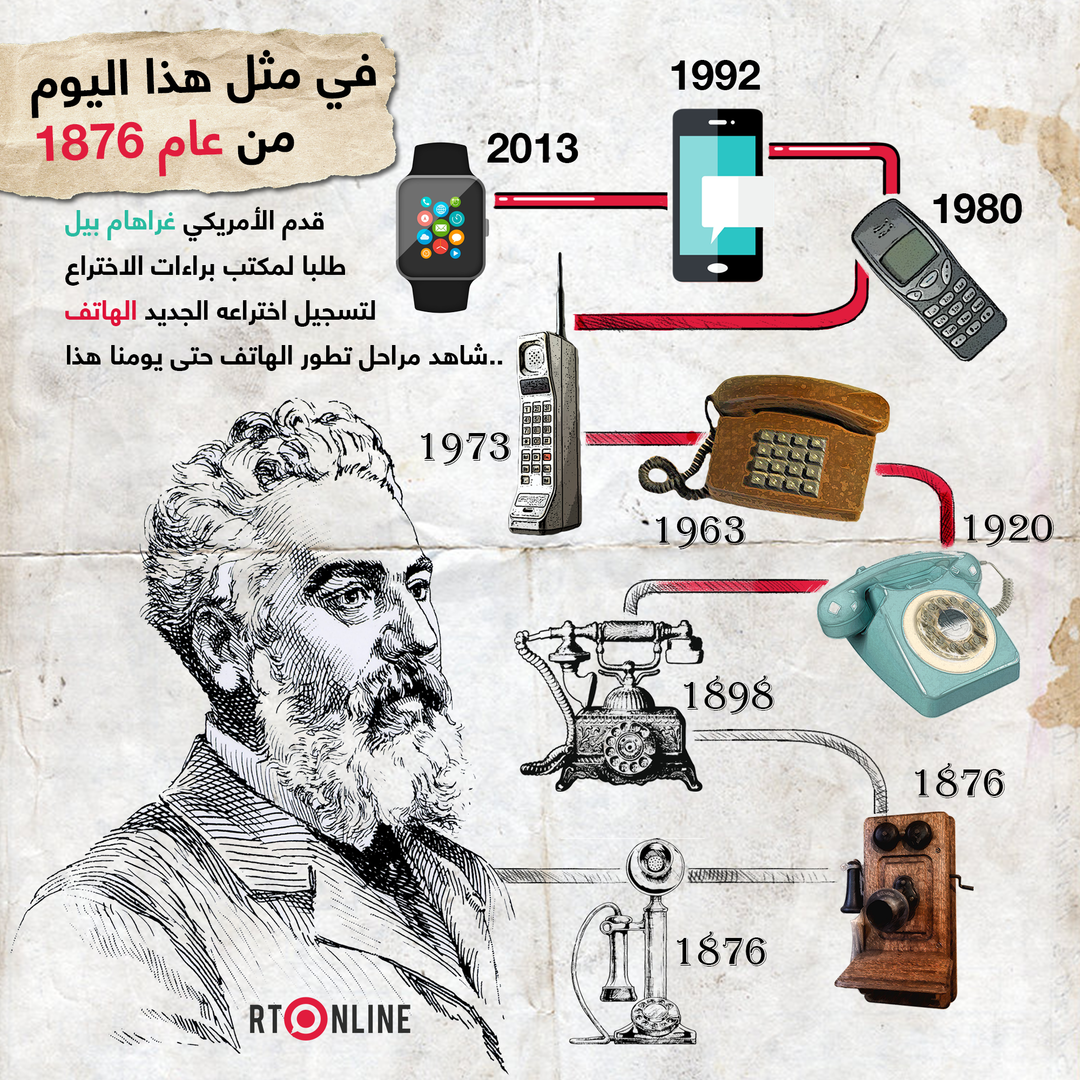 في مثل هذا اليوم
من عام 1876
قدم الأمريكي غراهام بيل
طلبا لمكتب براءات الاختراع
لتسجيل اختراعه الجديد الهاتف
..شاهد مراحل تطور الهاتف حتى يومنا هذا
1992
2013
1980
1973
1963
1920
1898
1876
1876
RTONLINE